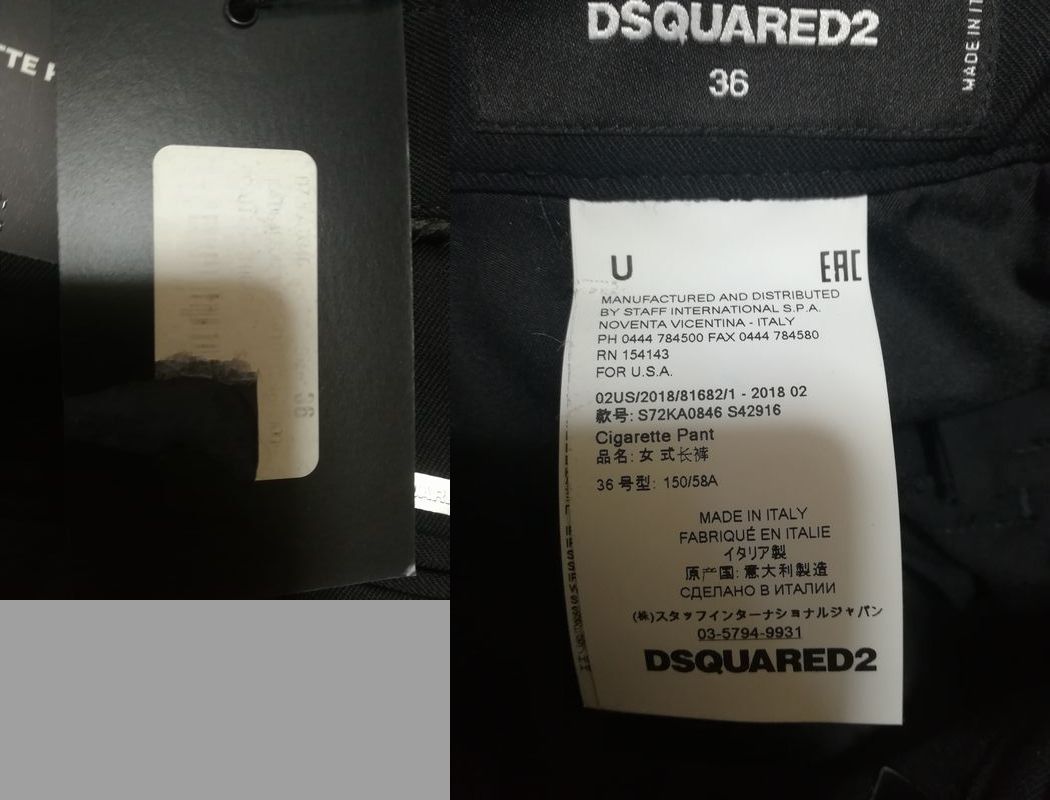 TTE
36
DSQUARED2
36
MADE IN IT
U
EAC
MANUFACTURED AND DISTRIBUTED
BY STAFF INTERNATIONAL S.P.A.
NOVENTA VICENTINA - ITALY
PH 0444 784500 FAX 0444 784580
RN 154143
FOR U.S.A.
02US/2018/81682/1 - 2018 02
款号: S72KA0846 S42916
Cigarette Pant
品名: 女 式长裤
36 号型: 150/58A
MADE IN ITALY
FABRIQUÉ EN ITALIE
イタリア製
原产国: 意大利製造
СДЕЛАНО В ИТАЛИИ
(株)スタッフインターナショナルジャパン
03-5794-9931
DSQUARED2